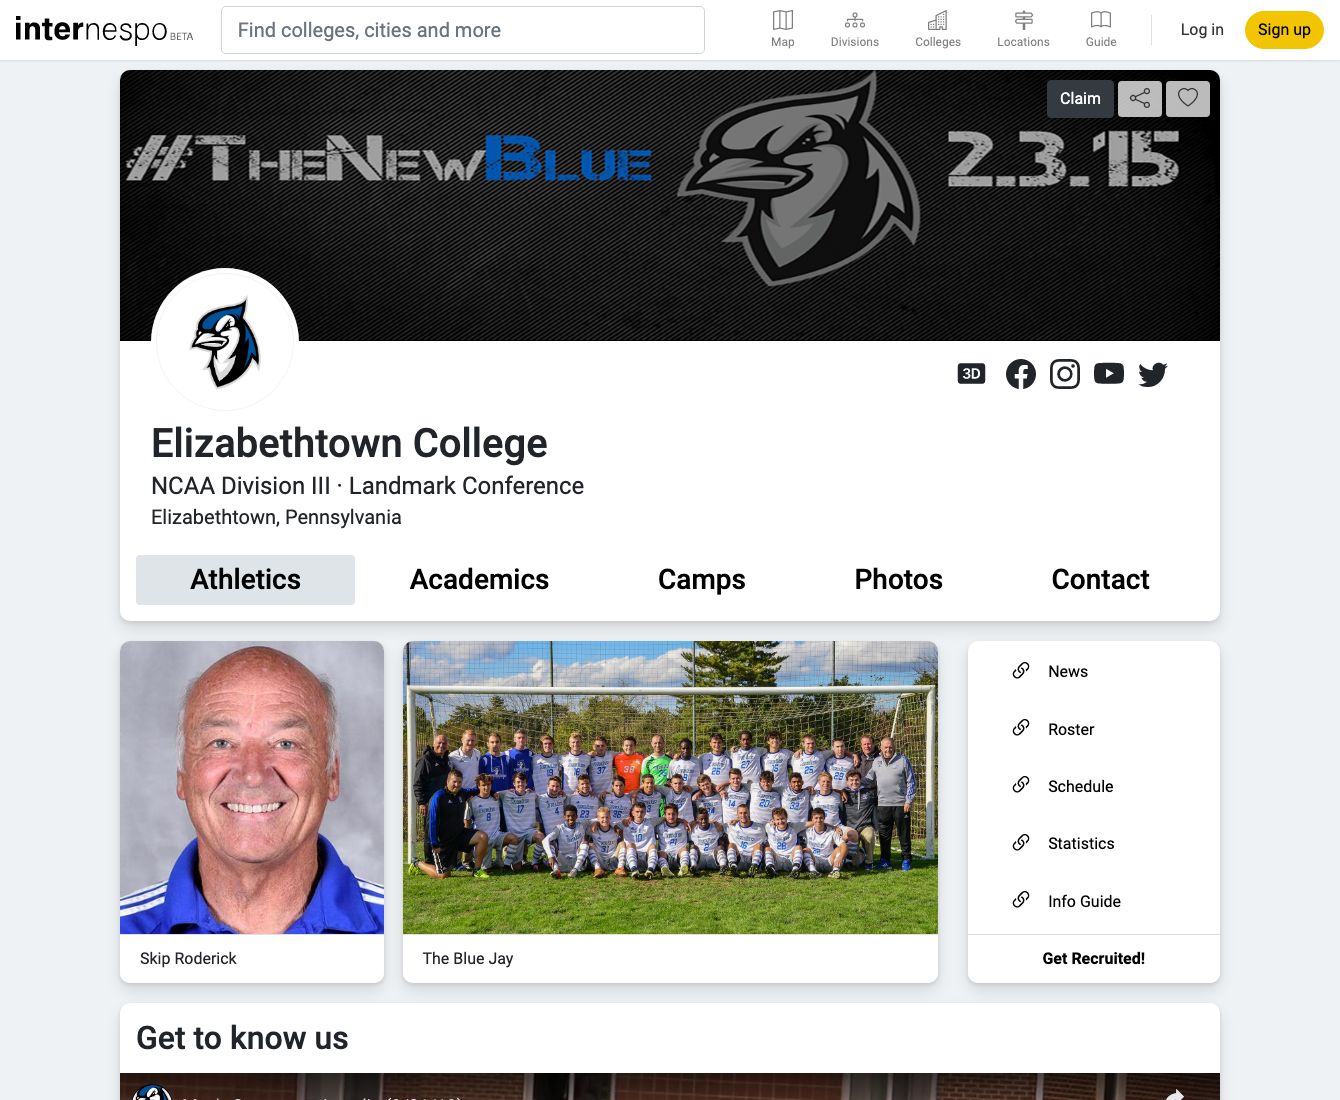 internespo BETA
Find colleges, cities and more
Map
Divisions
Colleges
Locations
Guide
Log in
Sign up
Claim
#TheNewBlue
2.3.15
3D
Elizabethtown College
NCAA Division III · Landmark Conference
Elizabethtown, Pennsylvania
Athletics
Academics
Camps
Photos
Contact
News
Roster
Schedule
Statistics
Info Guide
Skip Roderick
The Blue Jay
Get Recruited!
Get to know us